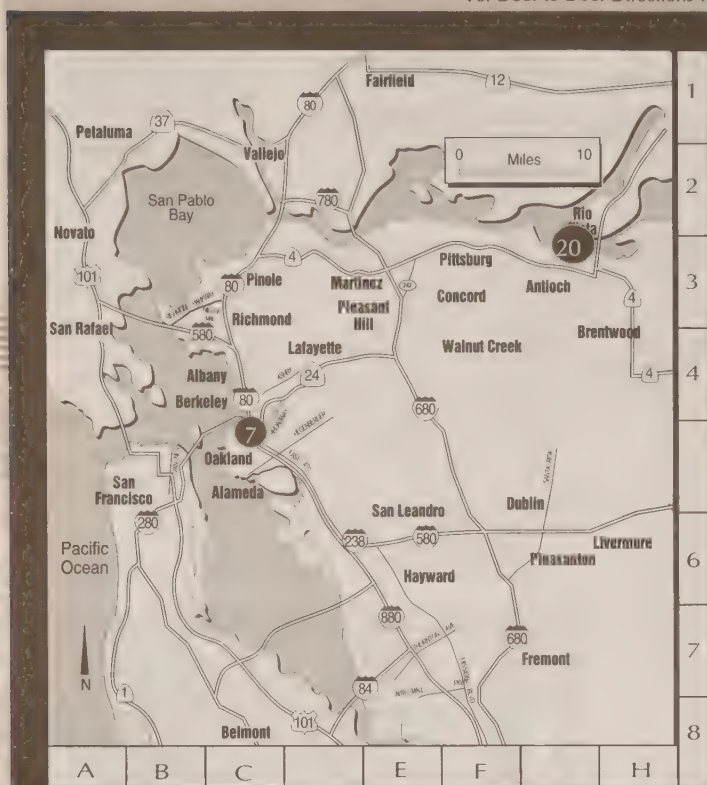 Fairfield
12
1
80
37
Petaluma
Vallejo
0 Miles 10
2
San Pablo
Bay
780
Rio
Novato
20
4
Pittsburg
101
80
Pinole
Martinez
Antioch
3
Concord
4
Richmond
Pleasant
Hill
San Rafael
580
Brentwood
Lafayette
Walnut Creek
Albany
24
4
4
80
Berkeley
680
7
Oakland
San
Francisco
Alameda
San Leandro
Dublin
280
238
580
Livermure
Pacific
Ocean
Pleasanton
6
Hayward
880
680
7
N
Fremont
1
84
101
Belmont
8
A B C E F H